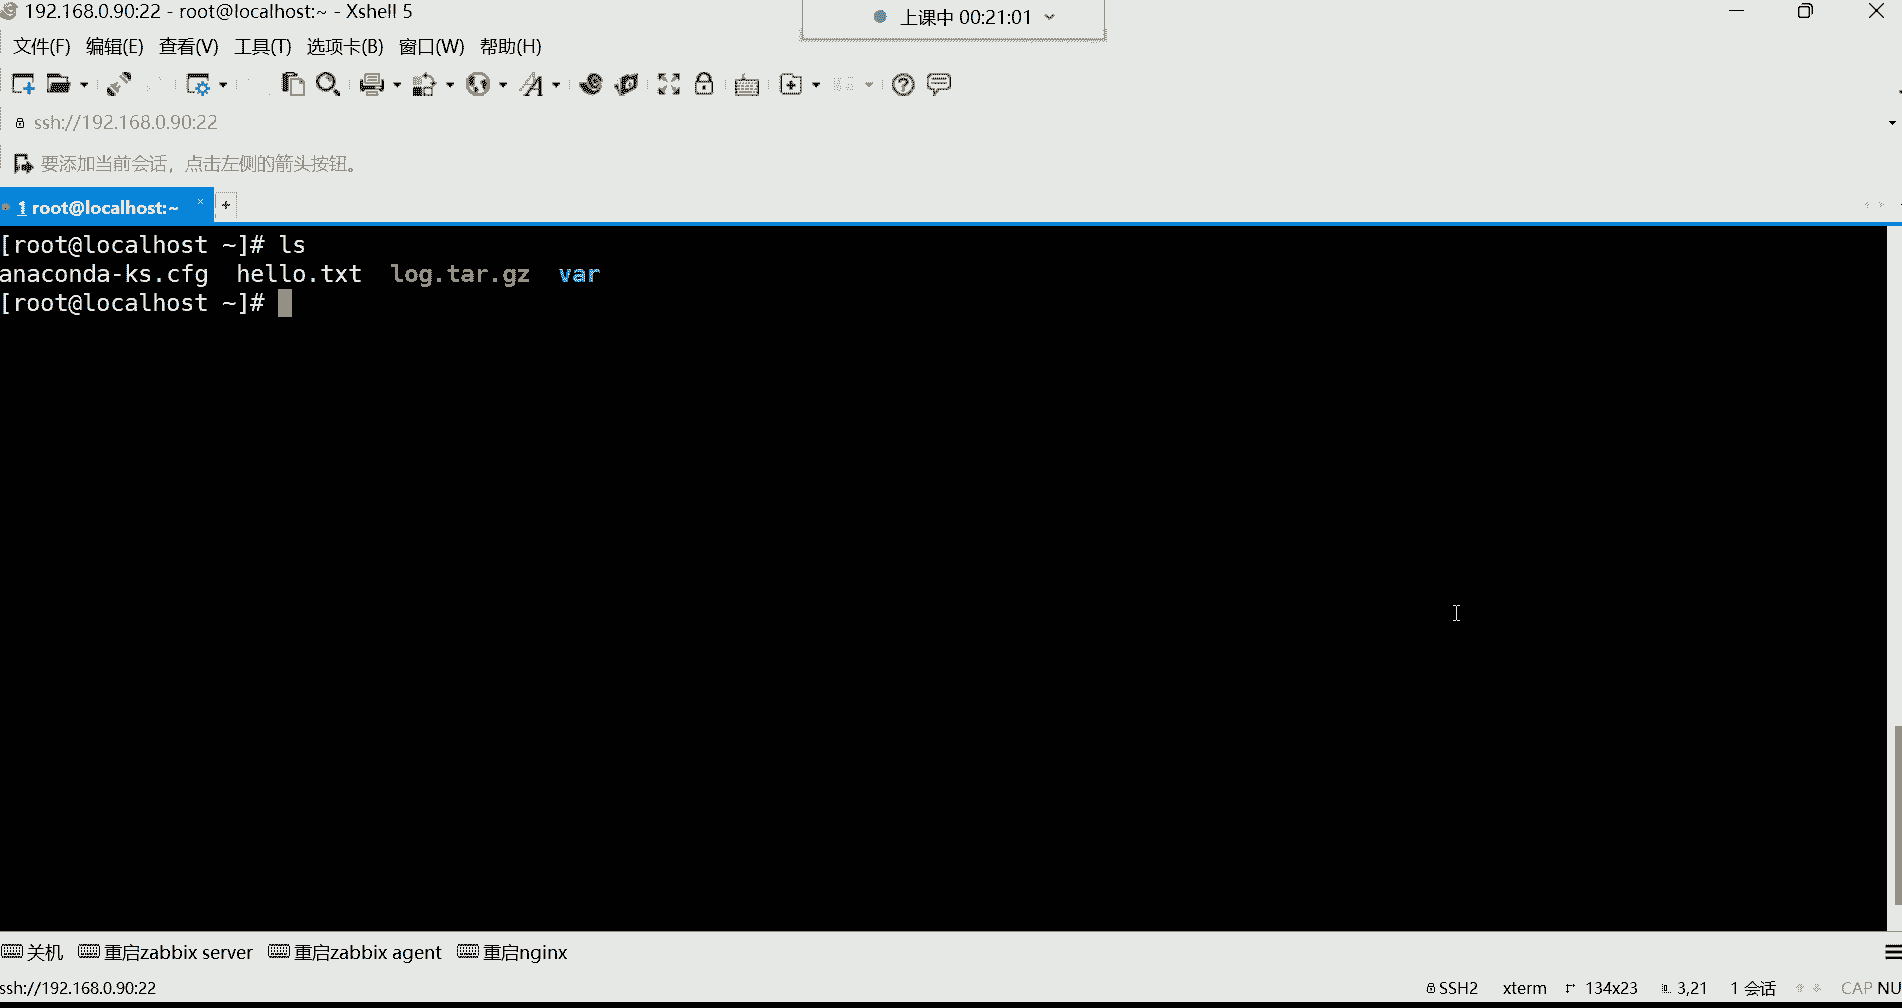 192.168.0.90:22 - root@localhost:~ - Xshell 5
上课中 00:21:01
文件(F) 编辑(E) 查看(V) 工具(T) 选项卡(B) 窗口(W) 帮助(H)
ssh://192.168.0.90:22
要添加当前会话，点击左侧的箭头按钮。
1 root@localhost:~ × +
[root@localhost ~]# ls
anaconda-ks.cfg hello.txt log.tar.gz var
[root@localhost ~]#
关机 重启zabbix server 重启zabbix agent 重启nginx
ssh://192.168.0.90:22 SSH2 xterm 134x23 3,21 1 会话 CAP NU